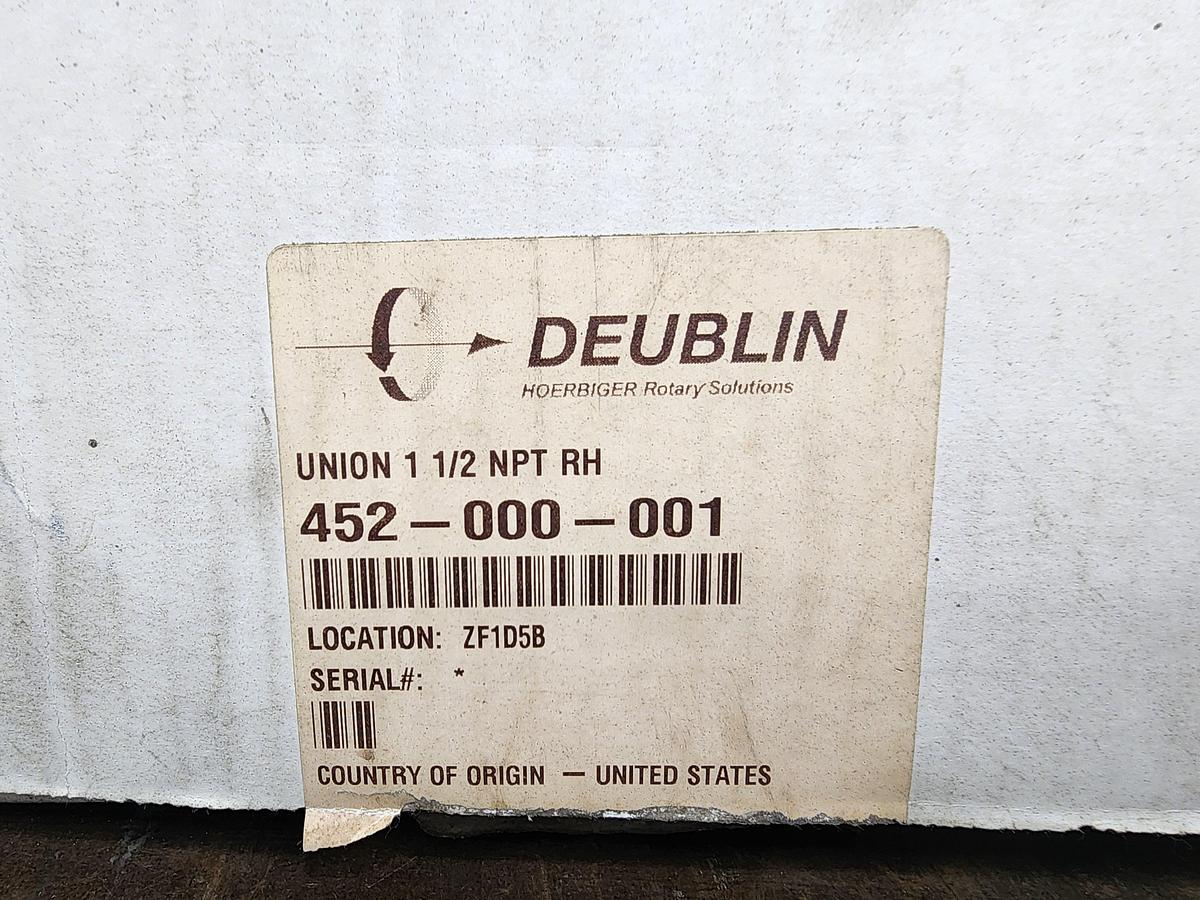 DEUBLIN
HOERBIGER Rotary Solutions
UNION 1 1/2 NPT RH
452-000-001
LOCATION: ZF1D5B
SERIAL#: *
COUNTRY OF ORIGIN - UNITED STATES